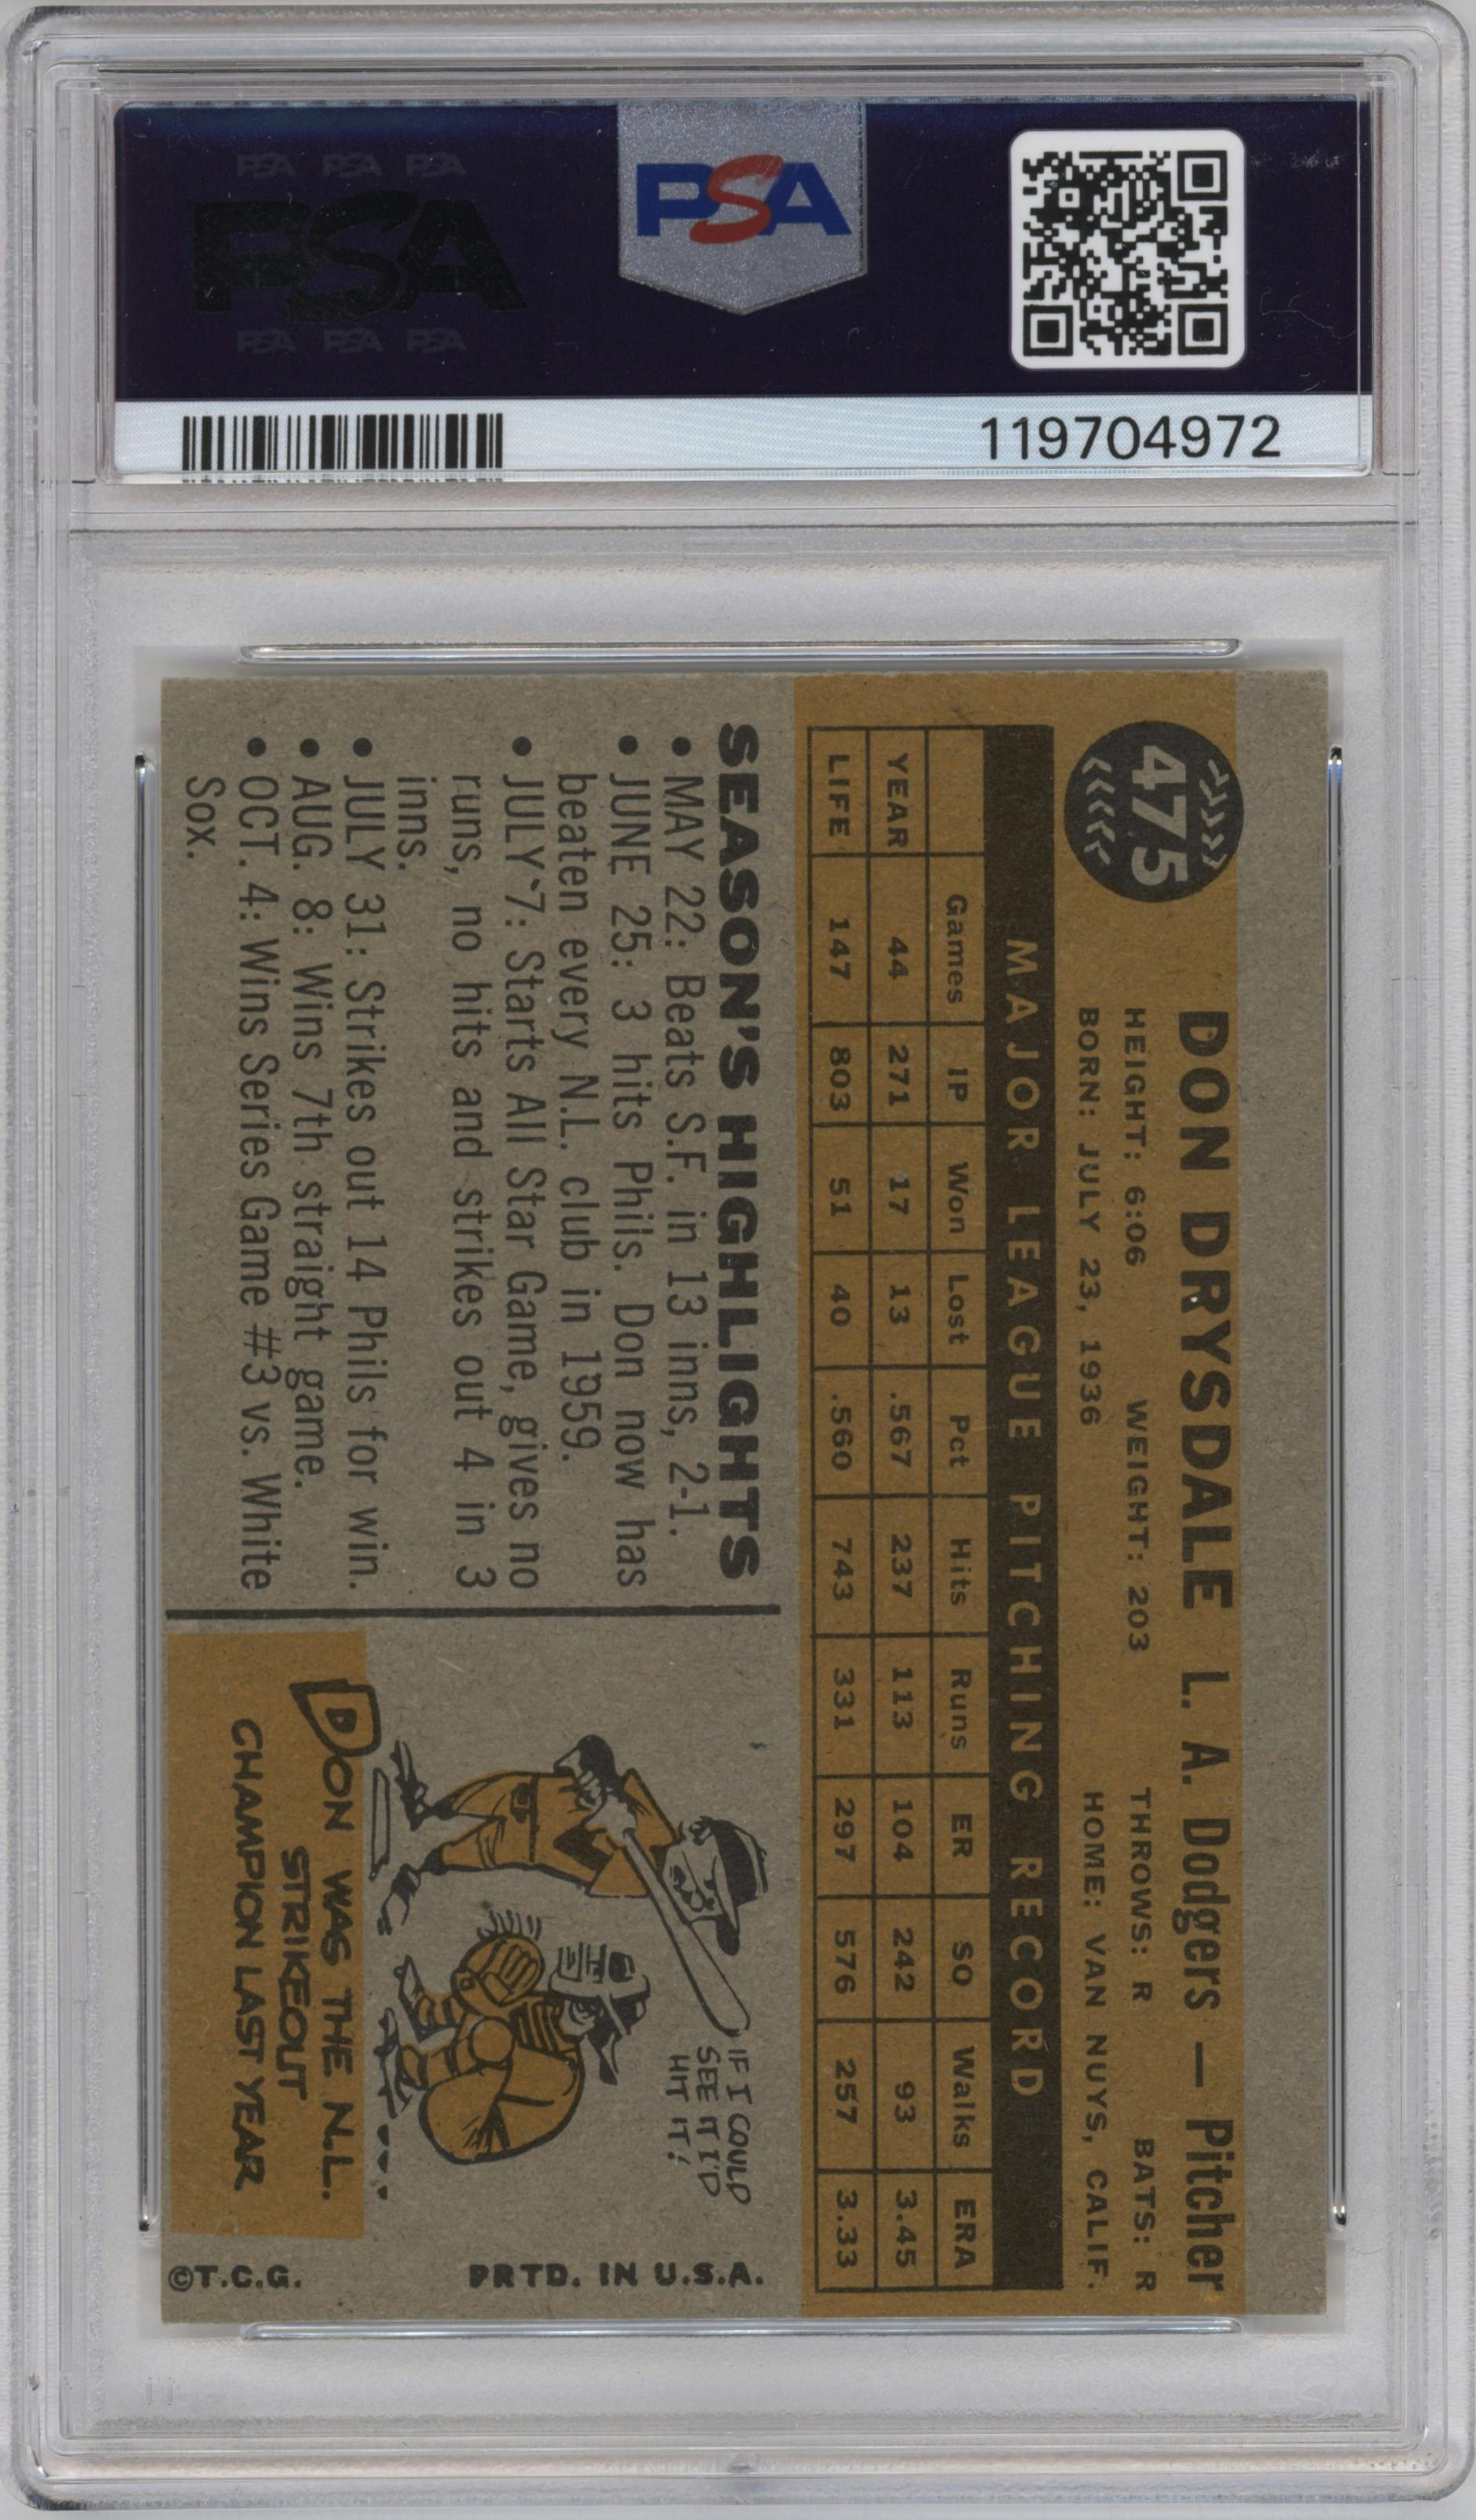 PSA PSA PSA
PSA
PSA PSA PSA
PSA
119704972
475
DON DRYSDALE L. A. Dodgers — Pitcher
HEIGHT: 6:06 WEIGHT: 203 THROWS: R BATS: R
BORN: JULY 23, 1936 HOME: VAN NUYS, CALIF.
MAJOR LEAGUE PITCHING RECORD
Games IP Won Lost Pct Hits Runs ER SO Walks ERA
YEAR 44 271 17 13 .567 237 113 104 242 93 3.45
LIFE 147 803 51 40 .560 743 331 297 576 257 3.33
SEASON'S HIGHLIGHTS
• MAY 22: Beats S.F. in 13 inns, 2-1.
• JUNE 25: 3 hits Phils. Don now has
beaten every N.L. club in 1959.
• JULY 7: Starts All Star Game, gives no
runs, no hits and strikes out 4 in 3
inns.
• JULY 31: Strikes out 14 Phils for win.
• AUG. 8: Wins 7th straight game.
• OCT. 4: Wins Series Game #3 vs. White
Sox.
IF I COULD
SEE IT I'D
HIT IT!
D
DON WAS THE N.L.
STRIKEOUT
CHAMPION LAST YEAR
PRTD. IN U.S.A.
©T.C.G.